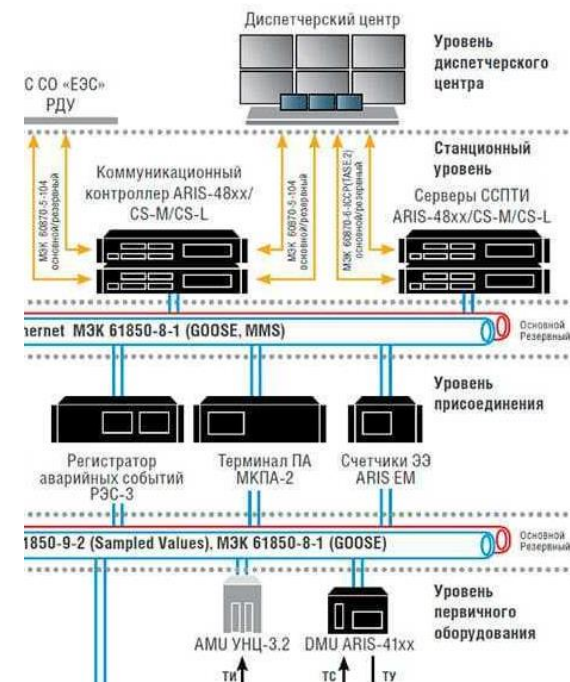 Диспетчерский центр
Уровень
диспетчерского
центра
С СО «ЕЭС»
РДУ
Станционный
уровень
Коммуникационный
контроллер ARIS-48xx/
CS-M/CS-L
Серверы ССПТИ
ARIS-48xx/CS-M/CS-L
МЭК 60870-5-104
основной/резервный
МЭК 60870-5-104
основной/резервный
МЭК 60870-6-ICCP(TASE.2)
основной/резервный
hernet МЭК 61850-8-1 (GOOSE, MMS)
Основной
Резервный
Уровень
присоединения
Регистратор
аварийных событий
РЭС-3
Терминал ПА
МКПА-2
Счетчики ЭЭ
ARIS EM
1850-9-2 (Sampled Values), МЭК 61850-8-1 (GOOSE)
Основной
Резервный
Уровень
первичного
оборудования
AMU УНЦ-3.2
DMU ARIS-41xx
ТИ
ТС
ТУ